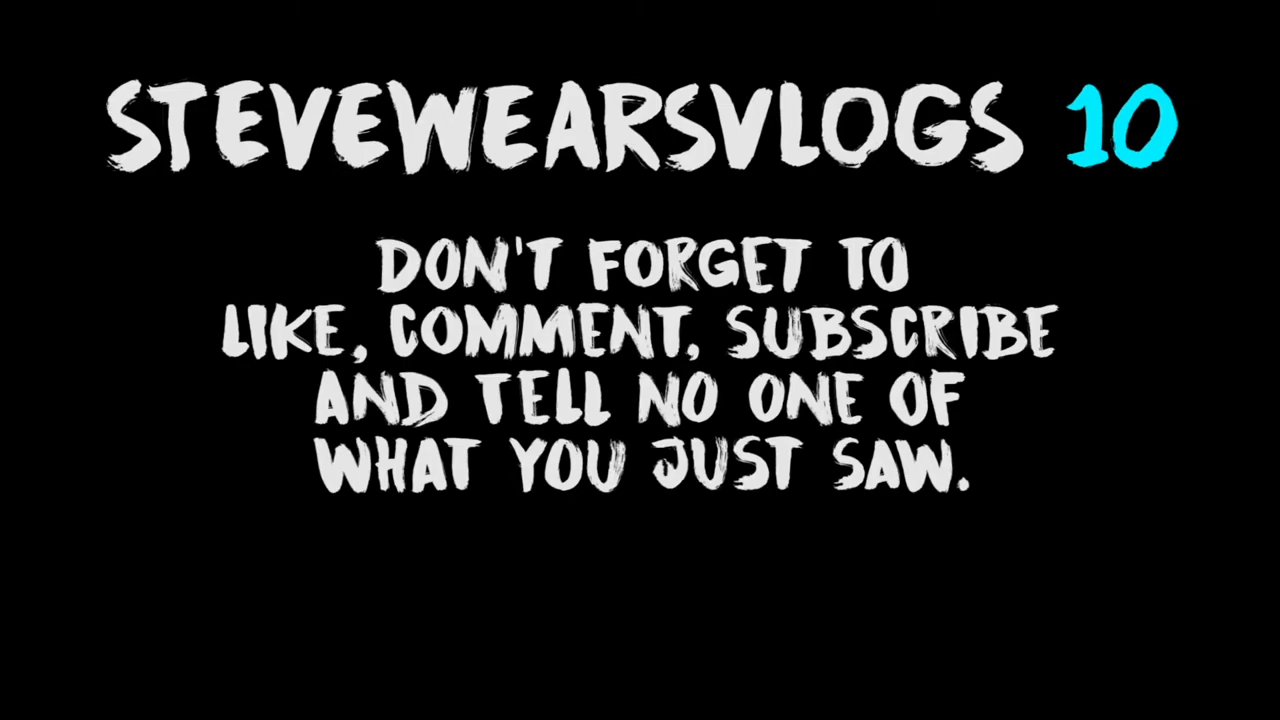 STEVEWEARSVLOGS 10
DON'T FORGET TO
LIKE, COMMENT, SUBSCRIBE
AND TELL NO ONE OF
WHAT YOU JUST SAW.